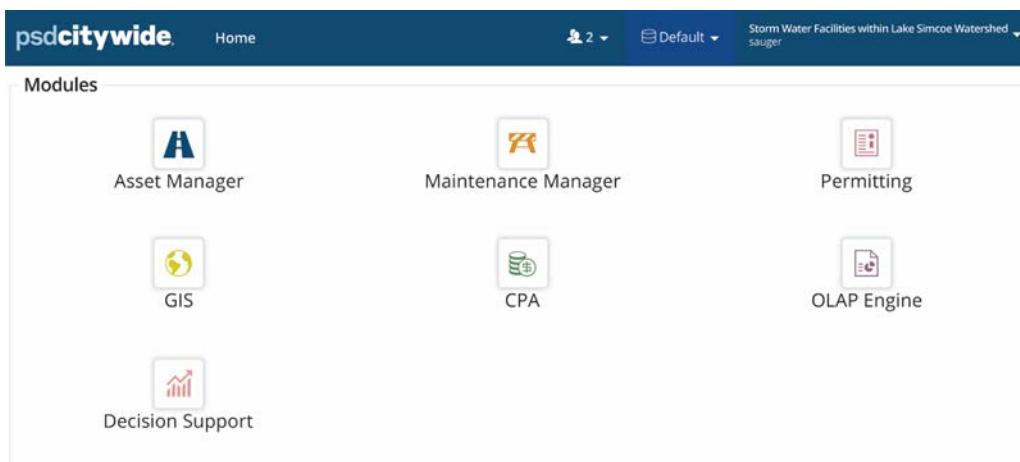 psdcitywide. Home 2 Default Storm Water Facilities within Lake Simcoe Watershed
sauger
Modules
Asset Manager Maintenance Manager Permitting
GIS CPA OLAP Engine
Decision Support